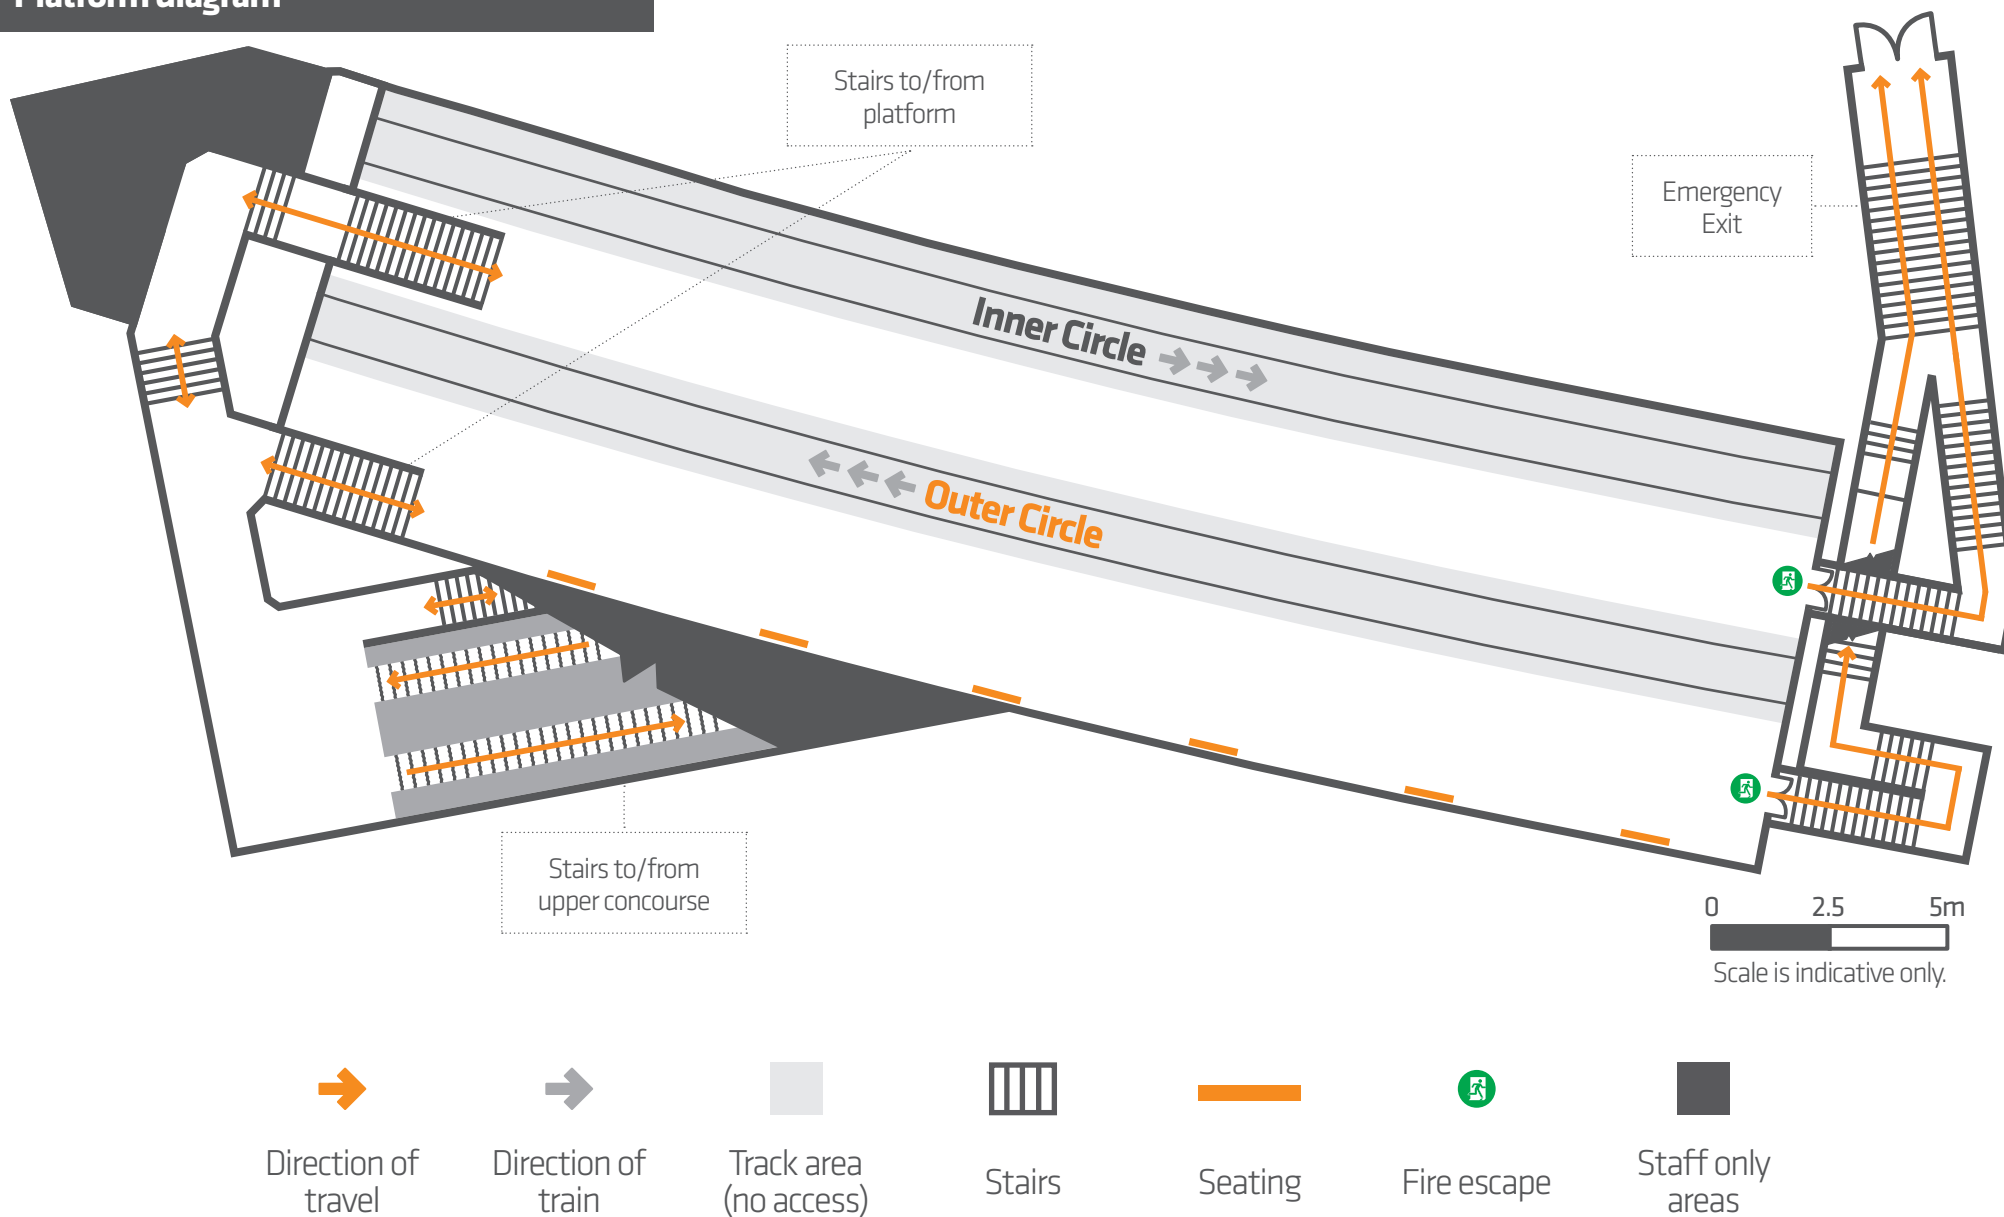 Platform diagram
Stairs to/from
platform
Emergency
Exit
Inner Circle
Outer Circle
Stairs to/from
upper concourse
0 2.5 5m
Scale is indicative only.
Direction of
travel
Direction of
train
Track area
(no access)
Stairs
Seating
Fire escape
Staff only
areas